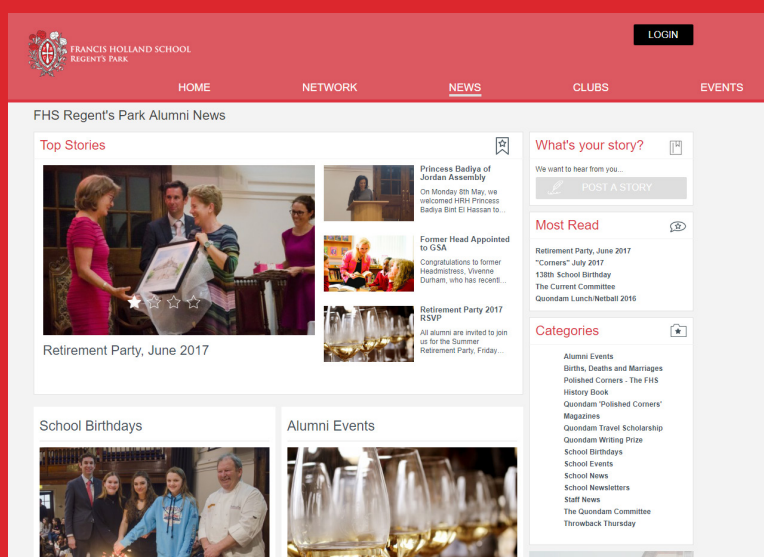 LOGIN
FRANCIS HOLLAND SCHOOL
REGENT'S PARK
HOME
NETWORK
NEWS
CLUBS
EVENTS
FHS Regent's Park Alumni News
Top Stories
Retirement Party, June 2017
Princess Badiya of
Jordan Assembly
On Monday 8th May, we
welcomed HRH Princess
Badiya Bint El Hassan to...
Former Head Appointed
to GSA
Congratulations to former
Headmistress, Vivenne
Durham, who has recentl...
Retirement Party 2017
RSVP
All alumni are invited to join
us for the Summer
Retirement Party, Friday...
What's your story?
We want to hear from you...
POST A STORY
Most Read
Retirement Party, June 2017
"Corners" July 2017
138th School Birthday
The Current Committee
Quondam Lunch/Netball 2016
Categories
Alumni Events
Births, Deaths and Marriages
Polished Corners - The FHS
History Book
Quondam 'Polished Corners'
Magazines
Quondam Travel Scholarship
Quondam Writing Prize
School Birthdays
School Events
School News
School Newsletters
Staff News
The Quondam Committee
Throwback Thursday
School Birthdays
Alumni Events